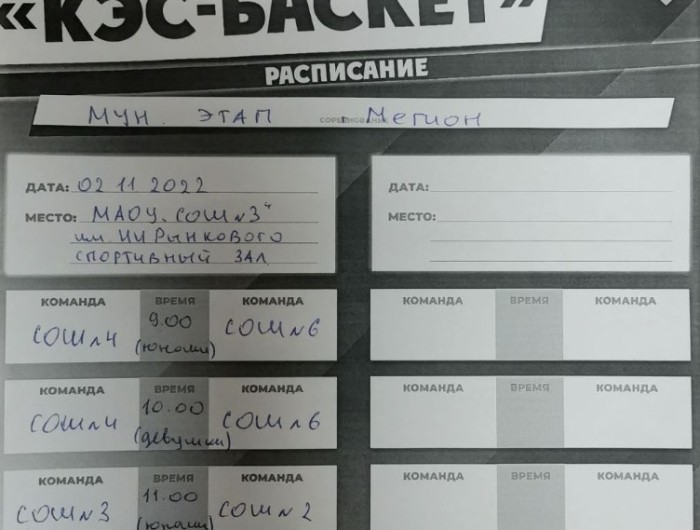 «КЭС-БАСКЕТ»
РАСПИСАНИЕ
МУН. ЭТАП Мегион
ДАТА: 02 11 2022
МЕСТО: МАОУ "СОШ №3"
им И.И Рынкового
спортивный зал
ДАТА:
МЕСТО:
КОМАНДА ВРЕМЯ КОМАНДА
СОШ №4 9.00 СОШ №6
(юноши)
КОМАНДА ВРЕМЯ КОМАНДА
КОМАНДА ВРЕМЯ КОМАНДА
СОШ №4 10.00 СОШ №6
(девушки)
КОМАНДА ВРЕМЯ КОМАНДА
КОМАНДА ВРЕМЯ КОМАНДА
СОШ №3 11.00 СОШ №2
(юноши)
КОМАНДА ВРЕМЯ КОМАНДА